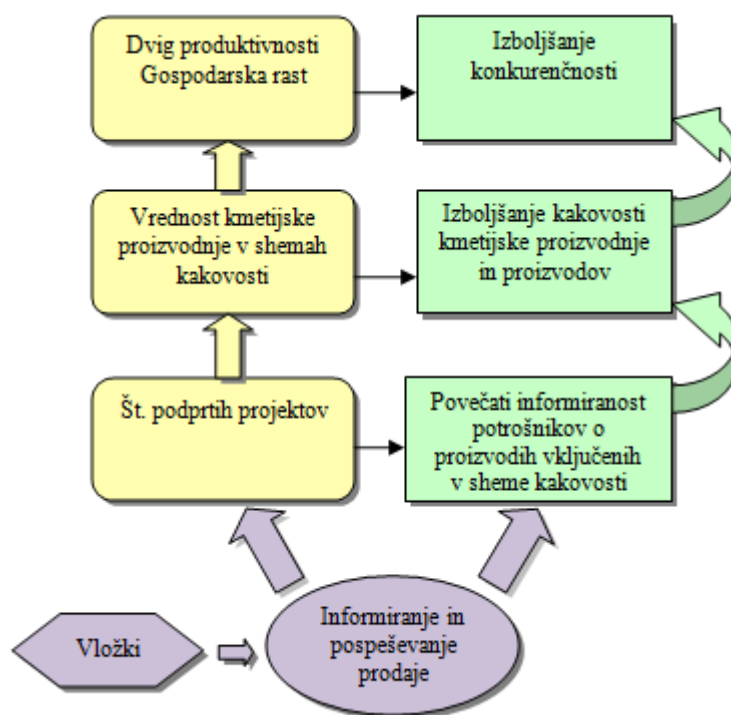 Dvig produktivnosti
Gospodarska rast
Izboljšanje
konkurenčnosti
Vrednost kmetijske
proizvodnje v shemah
kakovosti
Izboljšanje kakovosti
kmetijske proizvodnje
in proizvodov
Št. podprtih projektov
Povečati informiranost
potrošnikov o
proizvodih vključenih
v sheme kakovosti
Vložki
Informiranje in
pospeševanje
prodaje